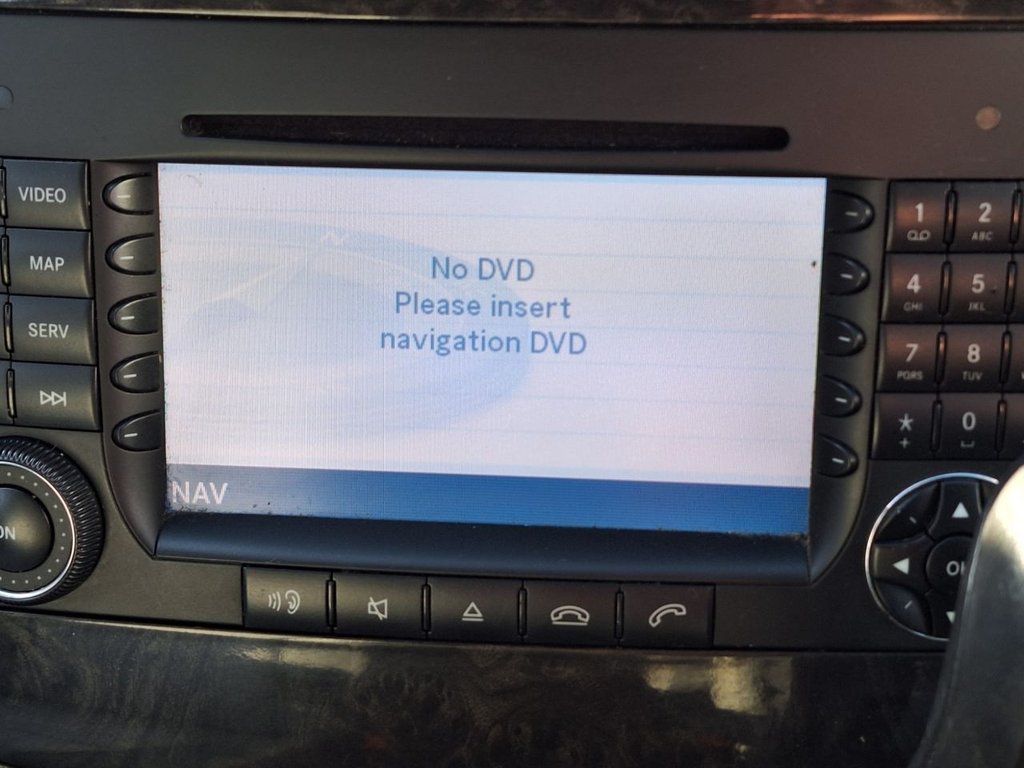 No DVD
Please insert
navigation DVD
NAV
VIDEO
MAP
SERV
ON
1
2
ABC
4
GHI
5
JKL
7
PQRS
8
TUV
*
+
0